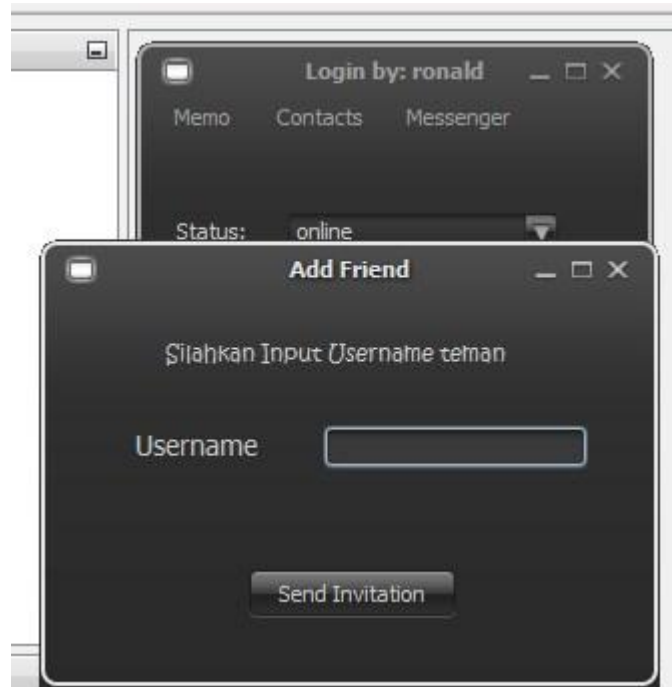 Login by: ronald
Memo Contacts Messenger
Status: online
Add Friend
Silahkan Input Username teman
Username
Send Invitation